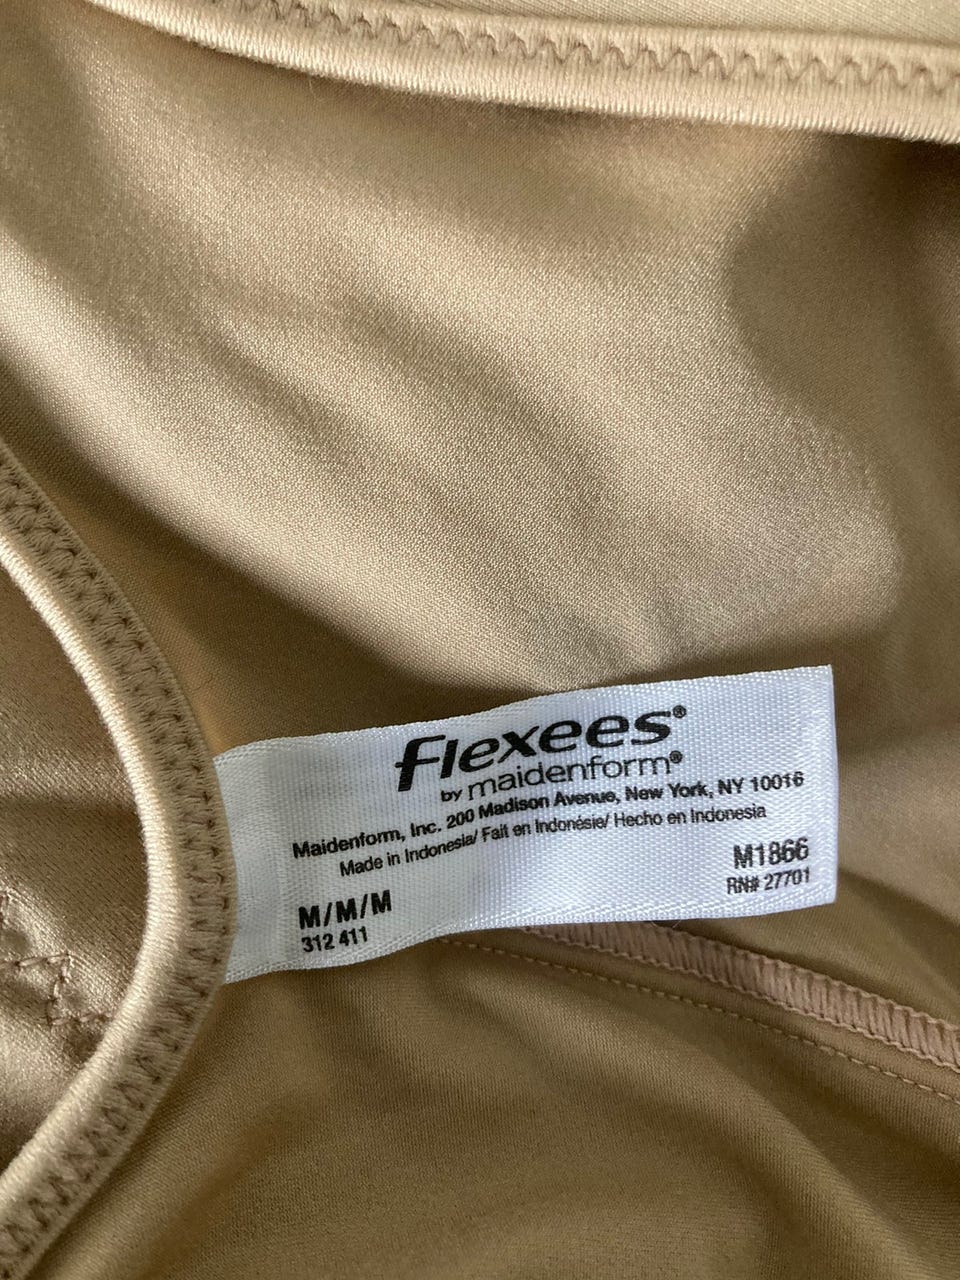 Flexees®
by maidenform®
Maidenform, Inc. 200 Madison Avenue, New York, NY 10016
Made in Indonesia/ Fait en Indonésie/ Hecho en Indonesia
M/M/M
312 411
M1866
RN# 27701